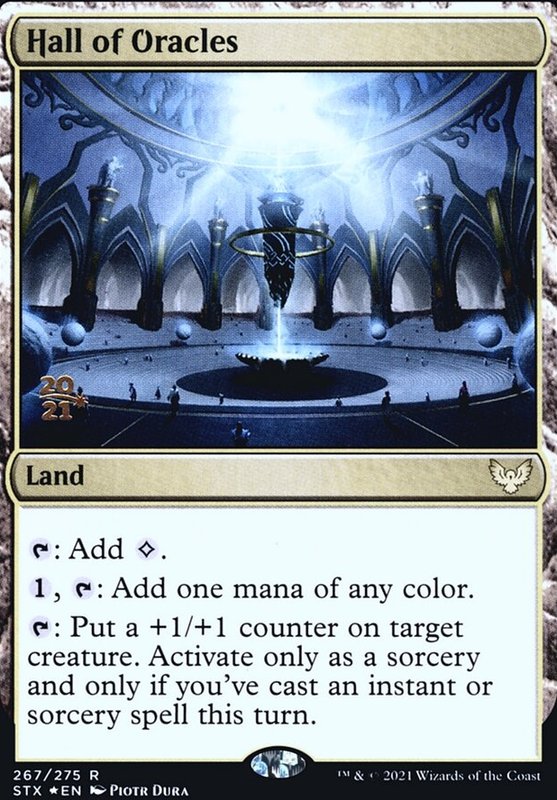 Hall of Oracles
20
21
Land
: Add .
1, : Add one mana of any color.
: Put a +1/+1 counter on target
creature. Activate only as a sorcery
and only if you've cast an instant or
sorcery spell this turn.
267/275 R
STX ★ EN Piotr Dura
™ & © 2021 Wizards of the Coast